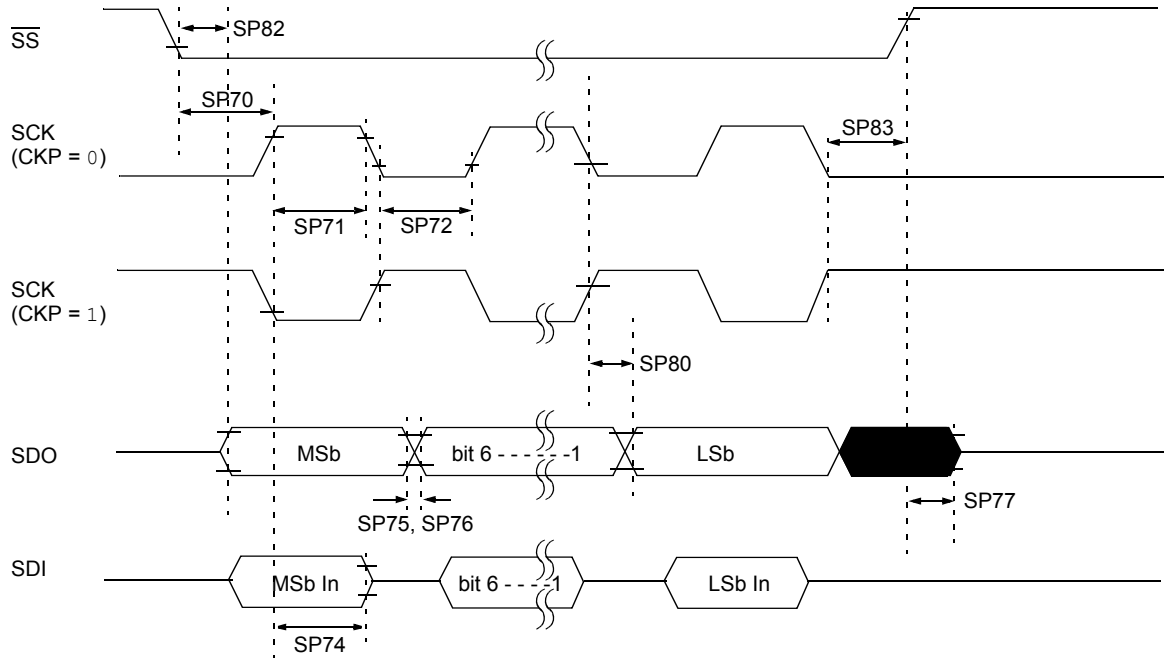 SS
SP82
SP70
SCK
(CKP = 0)
SP83
SP71
SP72
SCK
(CKP = 1)
SP80
SDO
MSb
bit 6 - - - - - -1
LSb
SP75, SP76
SP77
SDI
MSb In
bit 6 - - - -1
LSb In
SP74